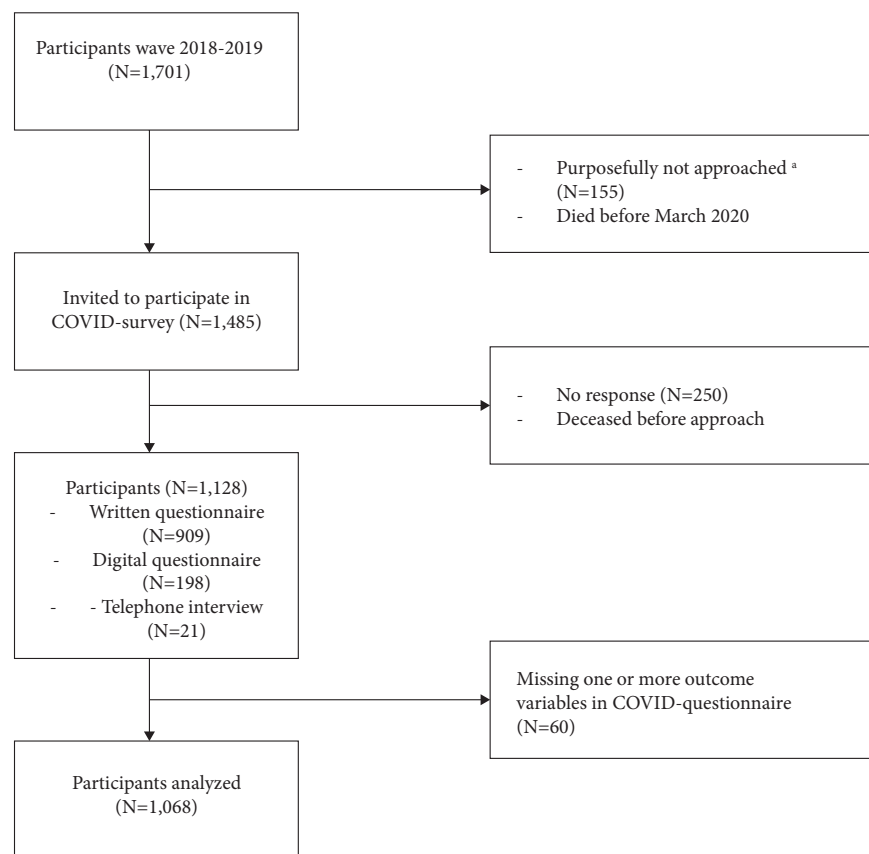 Participants wave 2018-2019
(N=1,701)
- Purposefully not approached a
(N=155)
- Died before March 2020
Invited to participate in
COVID-survey (N=1,485)
- No response (N=250)
- Deceased before approach
Participants (N=1,128)
- Written questionnaire
(N=909)
- Digital questionnaire
(N=198)
- - Telephone interview
(N=21)
Missing one or more outcome
variables in COVID-questionnaire
(N=60)
Participants analyzed
(N=1,068)